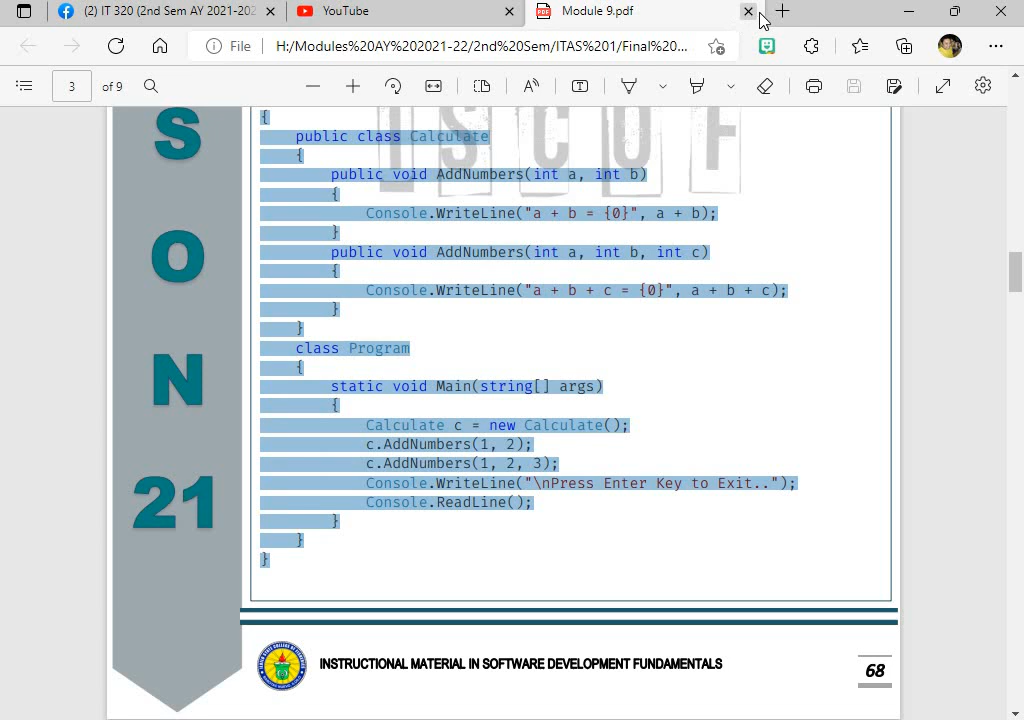 (2) IT 320 (2nd Sem AY 2021-202
YouTube
Module 9.pdf
File
H:/Modules%20AY%202021-22/2nd%20Sem/ITAS%201/Final%20...
3 of 9
ISCOF
S
O
N
21
{
public class Calculate
{
public void AddNumbers(int a, int b)
{
Console.WriteLine("a + b = {0}", a + b);
}
public void AddNumbers(int a, int b, int c)
{
Console.WriteLine("a + b + c = {0}", a + b + c);
}
}
class Program
{
static void Main(string[] args)
{
Calculate c = new Calculate();
c.AddNumbers(1, 2);
c.AddNumbers(1, 2, 3);
Console.WriteLine("\nPress Enter Key to Exit..");
Console.ReadLine();
}
}
}
INSTRUCTIONAL MATERIAL IN SOFTWARE DEVELOPMENT FUNDAMENTALS
68